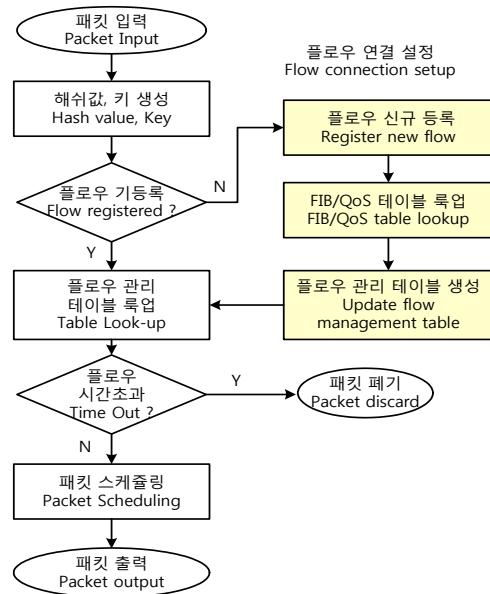 패킷 입력
Packet Input
플로우 연결 설정
Flow connection setup
해쉬값, 키 생성
Hash value, Key
플로우 신규 등록
Register new flow
플로우 기등록
Flow registered ?
N
Y
FIB/QoS 테이블 룩업
FIB/QoS table lookup
플로우 관리
테이블 룩업
Table Look-up
플로우 관리 테이블 생성
Update flow
management table
플로우
시간초과
Time Out ?
Y
N
패킷 폐기
Packet discard
패킷 스케쥴링
Packet Scheduling
패킷 출력
Packet output